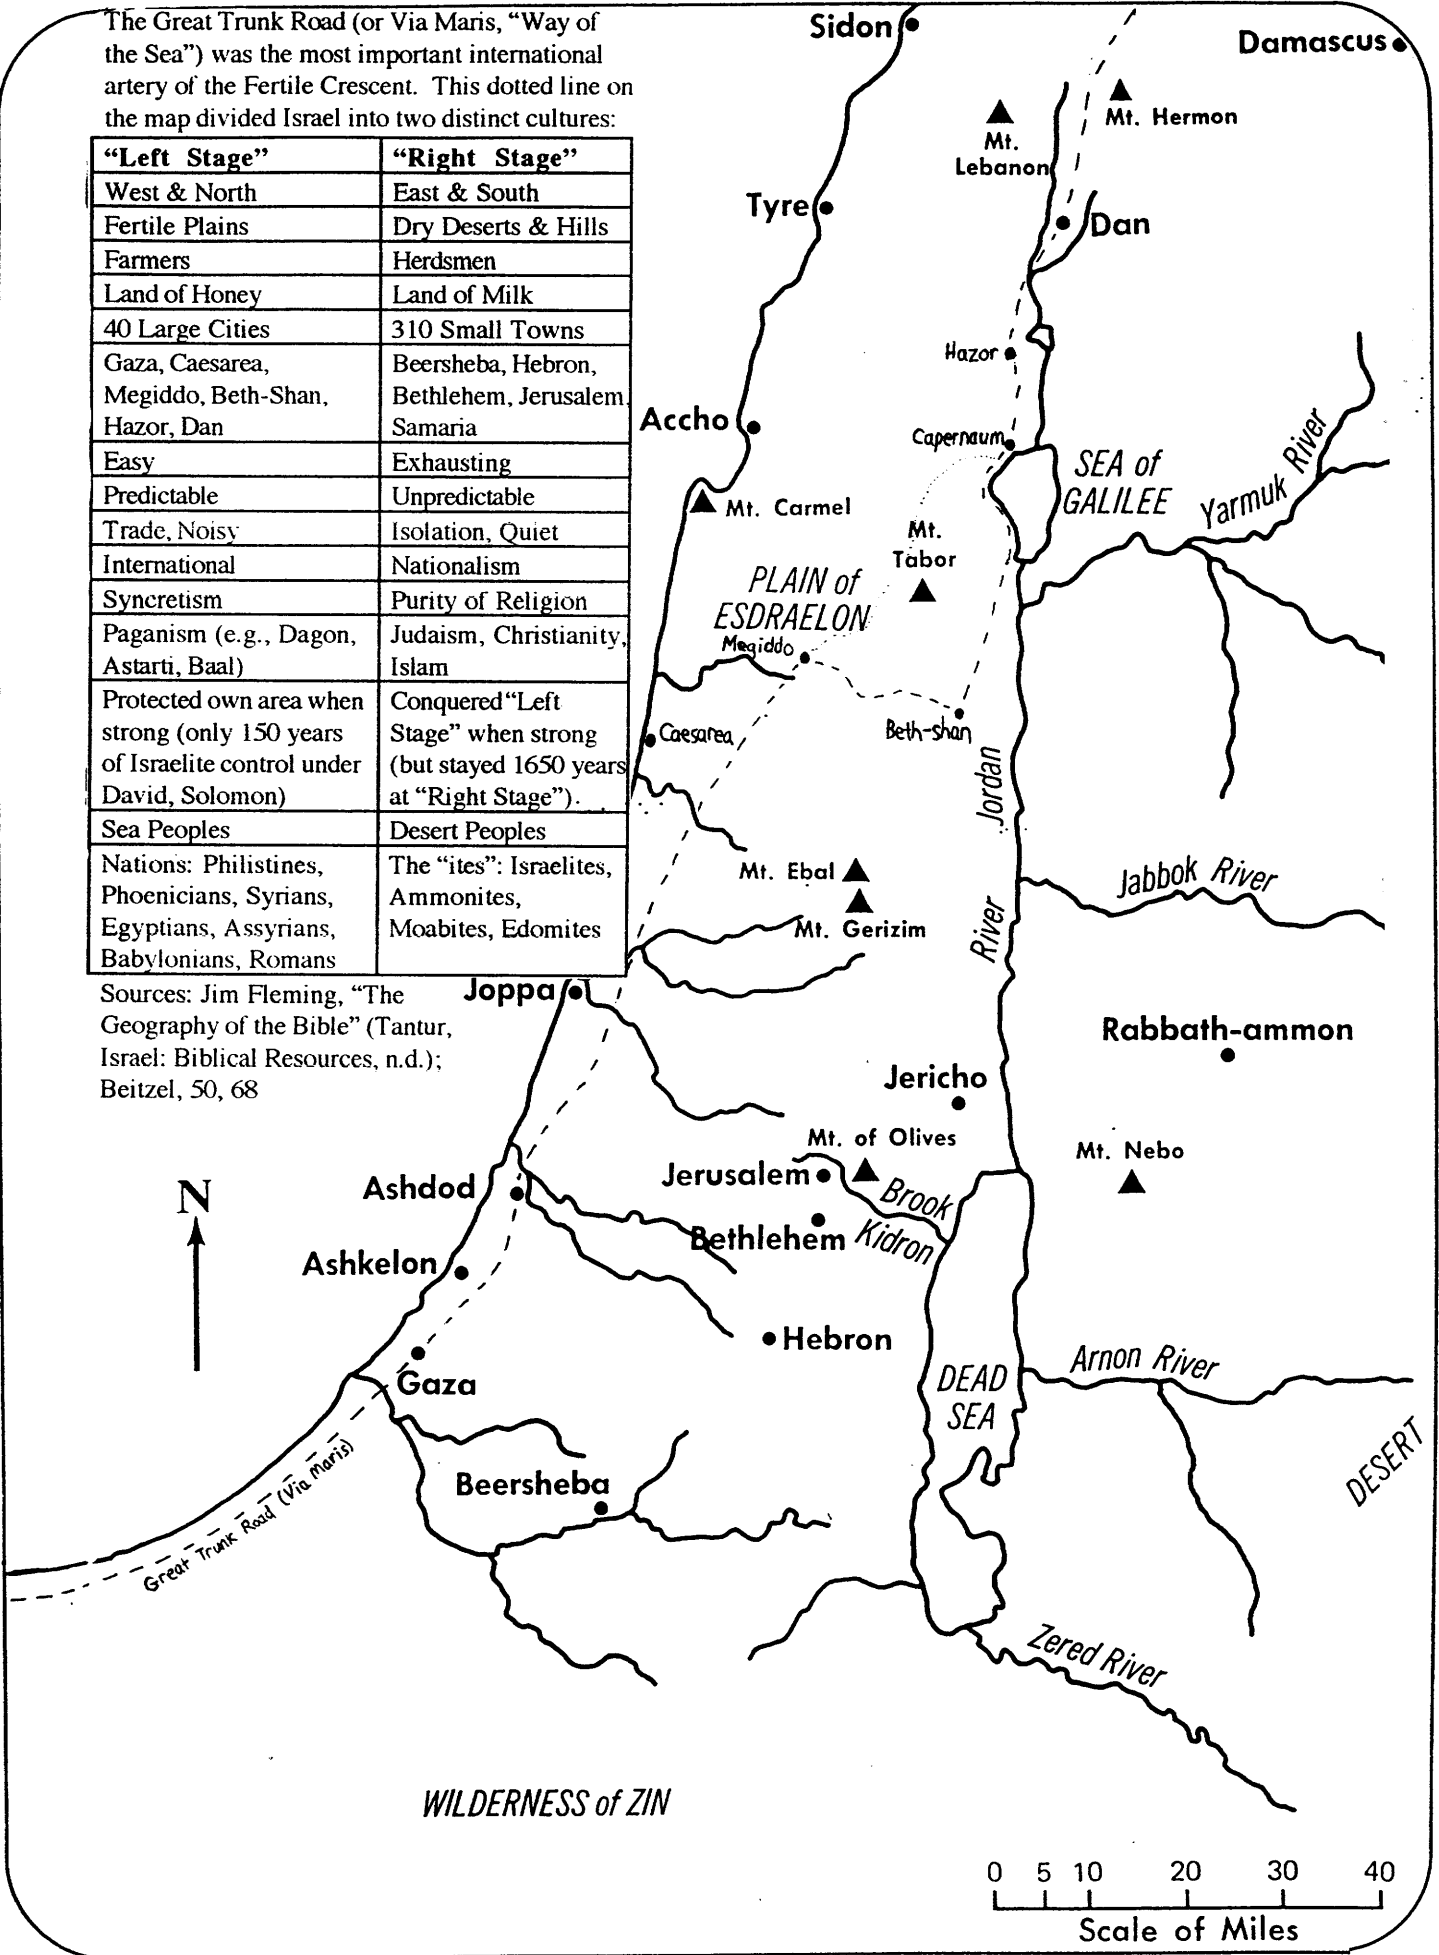 The Great Trunk Road (or Via Maris, “Way of
the Sea”) was the most important international
artery of the Fertile Crescent. This dotted line on
the map divided Israel into two distinct cultures:
“Left Stage” “Right Stage”
West & North East & South
Fertile Plains Dry Deserts & Hills
Farmers Herdsmen
Land of Honey Land of Milk
40 Large Cities 310 Small Towns
Gaza, Caesarea, Beersheba, Hebron,
Megiddo, Beth-Shan, Bethlehem, Jerusalem,
Hazor, Dan Samaria
Easy Exhausting
Predictable Unpredictable
Trade, Noisy Isolation, Quiet
International Nationalism
Syncretism Purity of Religion
Paganism (e.g., Dagon, Judaism, Christianity,
Astarti, Baal) Islam
Protected own area when Conquered “Left
strong (only 150 years Stage” when strong
of Israelite control under (but stayed 1650 years
David, Solomon) at “Right Stage”).
Sea Peoples Desert Peoples
Nations: Philistines, The “ites”: Israelites,
Phoenicians, Syrians, Ammonites,
Egyptians, Assyrians, Moabites, Edomites
Babylonians, Romans
Sources: Jim Fleming, “The
Geography of the Bible” (Tantur,
Israel: Biblical Resources, n.d.);
Beitzel, 50, 68
Sidon
Damascus
Mt. Hermon
Mt.
Lebanon
Tyre
Dan
Hazor
Accho
Capernaum
SEA of
GALILEE
Yarmuk River
Mt. Carmel
Mt.
Tabor
PLAIN of
ESDRAELON
Megiddo
Caesarea
Beth-shan
Jordan
River
Mt. Ebal
Mt. Gerizim
Jabbok River
Joppa
Rabbath-ammon
Jericho
Mt. of Olives
Mt. Nebo
Jerusalem
Brook
Kidron
Bethlehem
Ashdod
Ashkelon
N
Hebron
Gaza
DEAD
SEA
Arnon River
DESERT
Beersheba
Great Trunk Road (Via Maris)
Zered River
WILDERNESS of ZIN
0 5 10 20 30 40
Scale of Miles